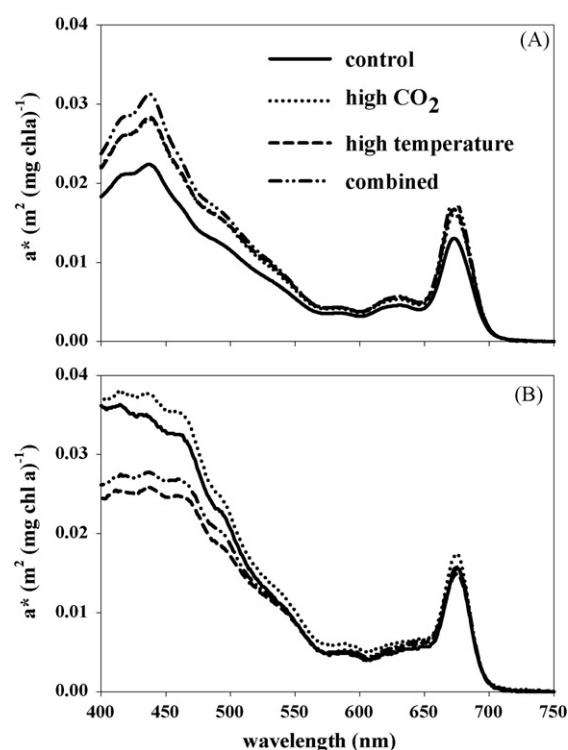 0.04
(A)
control
0.03
high CO2
high temperature
0.02
combined
0.01
0.00
a* (m2 (mg chla)-1)
0.04
(B)
0.03
0.02
0.01
0.00
a* (m2 (mg chl a)-1)
400 450 500 550 600 650 700 750
wavelength (nm)